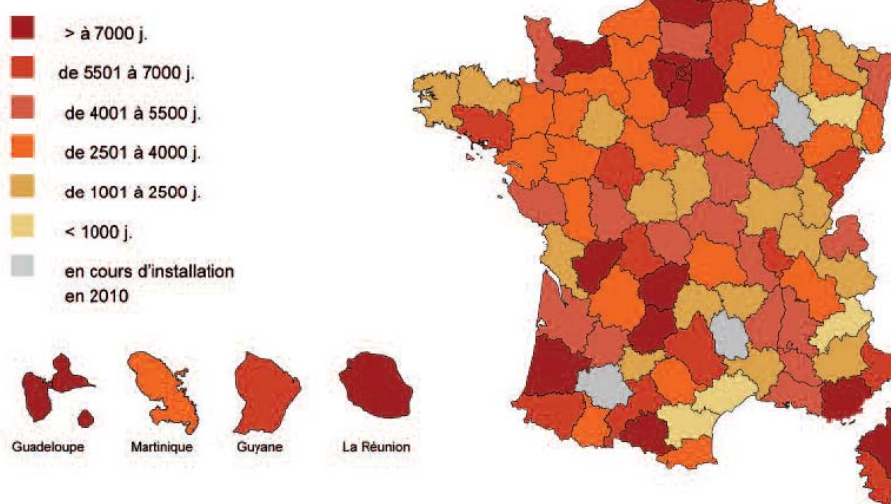 > à 7000 j.
de 5501 à 7000 j.
de 4001 à 5500 j.
de 2501 à 4000 j.
de 1001 à 2500 j.
< 1000 j.
en cours d'installation
en 2010
Guadeloupe
Martinique
Guyane
La Réunion